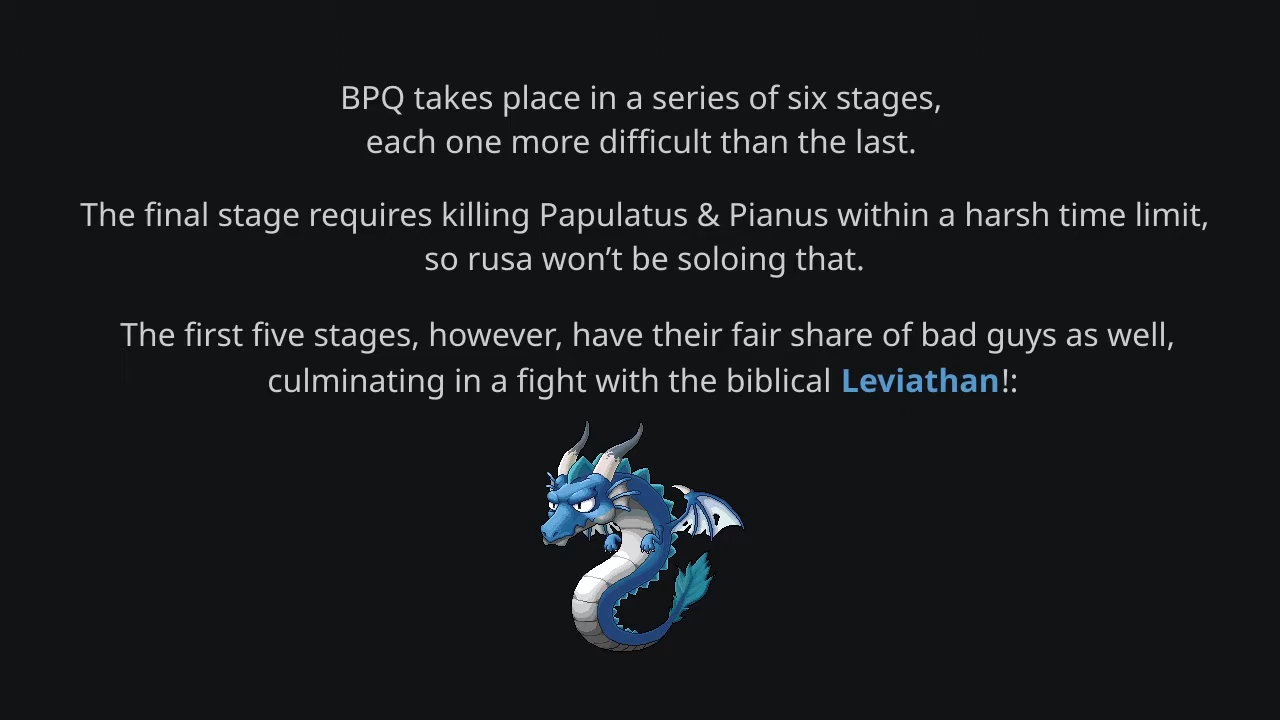 BPQ takes place in a series of six stages,
each one more difficult than the last.
The final stage requires killing Papulatus & Pianus within a harsh time limit,
so rusa won’t be soloing that.
The first five stages, however, have their fair share of bad guys as well,
culminating in a fight with the biblical Leviathan!: